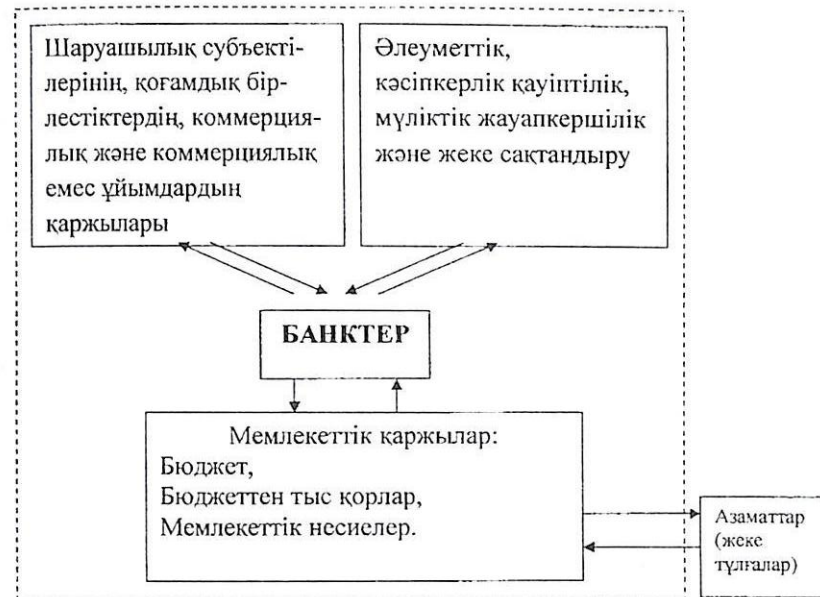 Шаруашылық субъекті-
лерінің, қоғамдық бір-
лестіктердің, коммерция-
лық және коммерциялық
емес ұйымдардың
қаржылары
Әлеуметтік,
кәсіпкерлік қауіптілік,
мүліктік жауапкершілік
және жеке сақтандыру
БАНКТЕР
Мемлекеттік қаржылар:
Бюджет,
Бюджеттен тыс қорлар,
Мемлекеттік несиелер.
Азаматтар
(жеке
тұлғалар)